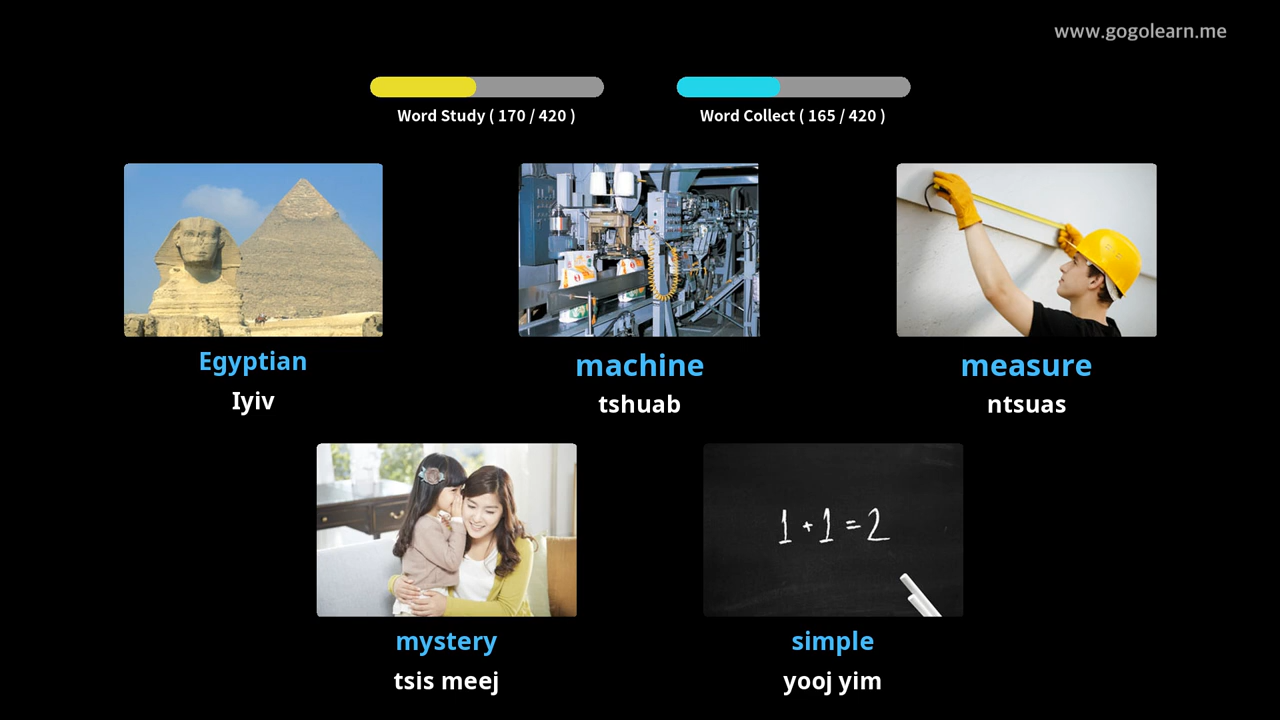 www.gogolearn.me
Word Study ( 170 / 420 )
Word Collect ( 165 / 420 )
Egyptian
Iyiv
machine
tshuab
measure
ntsuas
1 + 1 = 2
mystery
tsis meej
simple
yooj yim